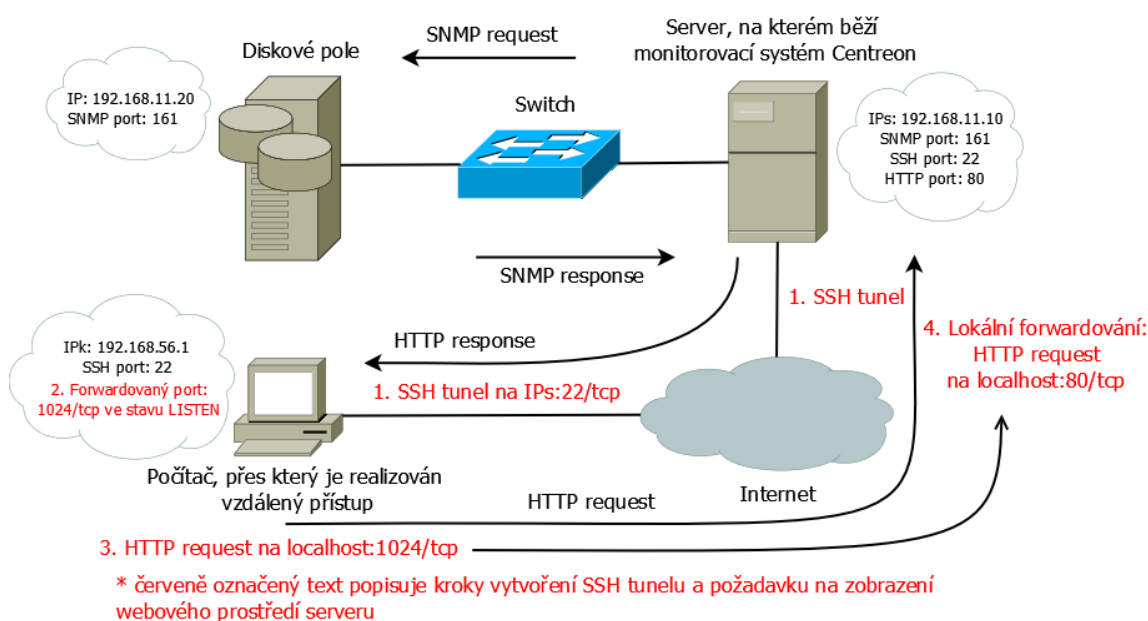 SNMP request
Diskové pole
Server, na kterém běží
monitorovací systém Centreon
IP: 192.168.11.20
SNMP port: 161
Switch
IPs: 192.168.11.10
SNMP port: 161
SSH port: 22
HTTP port: 80
SNMP response
1. SSH tunel
4. Lokální forwardování:
HTTP request
na localhost:80/tcp
HTTP response
IPk: 192.168.56.1
SSH port: 22
2. Forwardovaný port:
1024/tcp ve stavu LISTEN
1. SSH tunel na IPs:22/tcp
Počítač, přes který je realizován
vzdálený přístup
HTTP request
Internet
3. HTTP request na localhost:1024/tcp
* červeně označený text popisuje kroky vytvoření SSH tunelu a požadavku na zobrazení
webového prostředí serveru